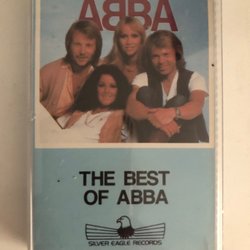 ABBA
THE BEST
OF ABBA
SILVER EAGLE RECORDS